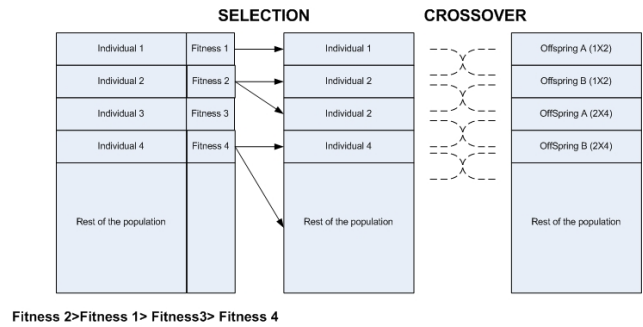 SELECTION CROSSOVER
Individual 1 Fitness 1 Individual 1 Offspring A (1X2)
Individual 2 Fitness 2 Individual 2 Offspring B (1X2)
Individual 3 Fitness 3 Individual 2 OffSpring A (2X4)
Individual 4 Fitness 4 Individual 4 OffSpring B (2X4)
Rest of the population Rest of the population Rest of the population
Fitness 2>Fitness 1> Fitness3> Fitness 4